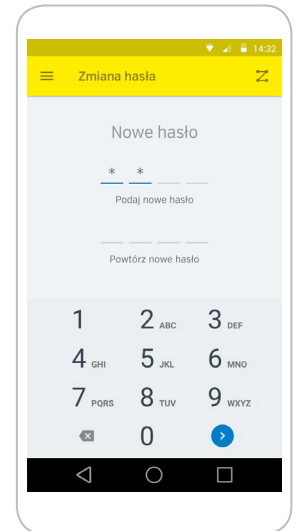 14:32
Zmiana hasła
Nowe hasło
* *
Podaj nowe hasło
Powtórz nowe hasło
1 2 ABC 3 DEF
4 GHI 5 JKL 6 MNO
7 PQRS 8 TUV 9 WXYZ
0